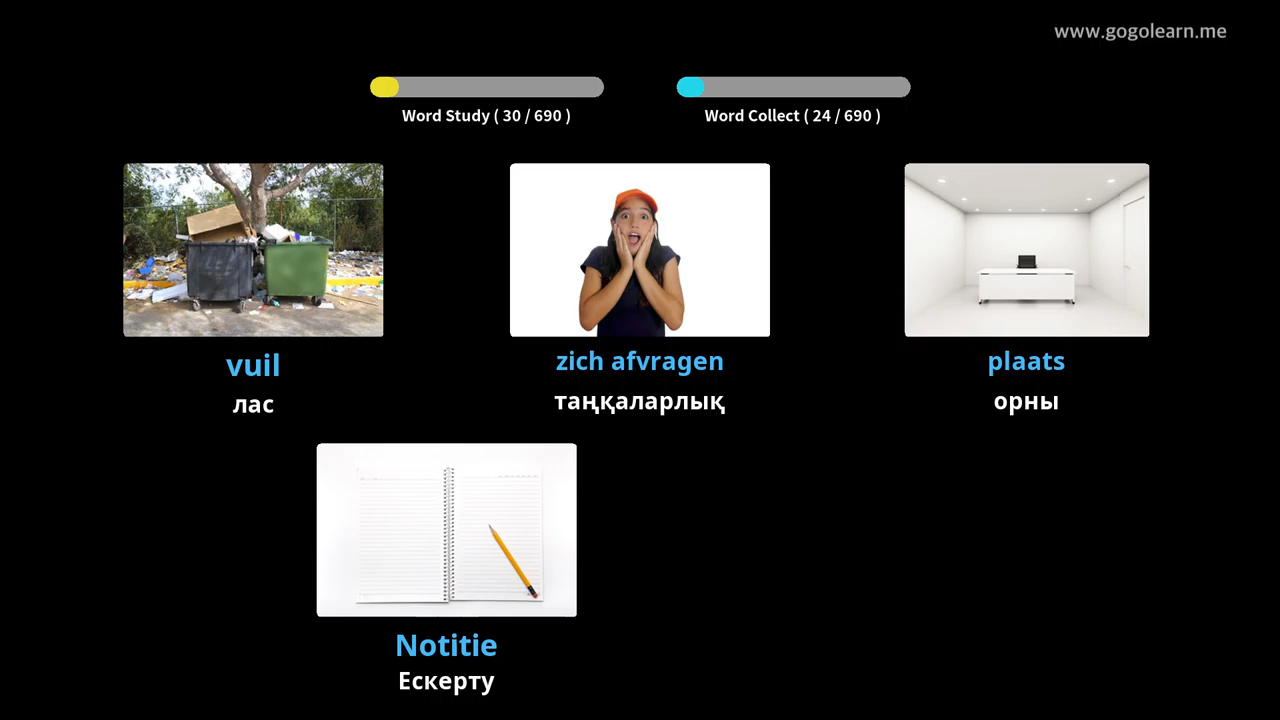 www.gogolearn.me
Word Study ( 30 / 690 )
Word Collect ( 24 / 690 )
vuil
лас
zich afvragen
таңқаларлық
plaats
орны
Notitie
Ескерту